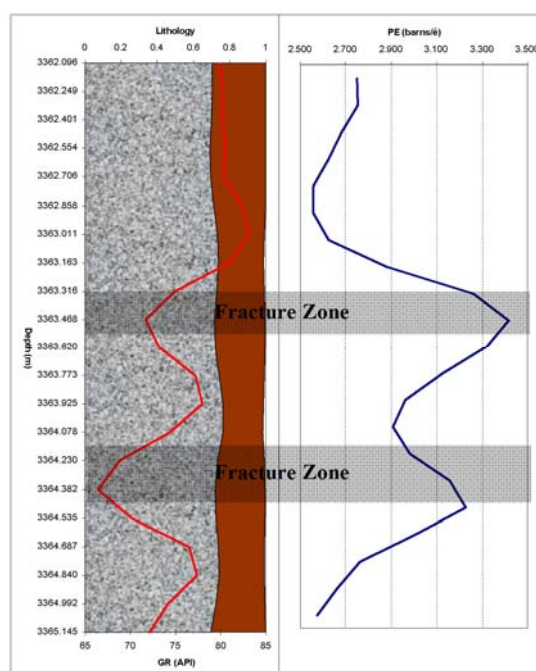 Lithology
PE (barns/é)
0 0.2 0.4 0.6 0.8 1
2.500 2.700 2.900 3.100 3.300 3.500
3362.096
3362.249
3362.401
3362.554
3362.706
3362.858
3363.011
3363.163
3363.316
Fracture Zone
3363.468
3363.620
Depth (m)
3363.773
3363.925
3364.078
3364.230
Fracture Zone
3364.382
3364.535
3364.687
3364.840
3364.992
3365.145
65 70 75 80 85
GR (API)